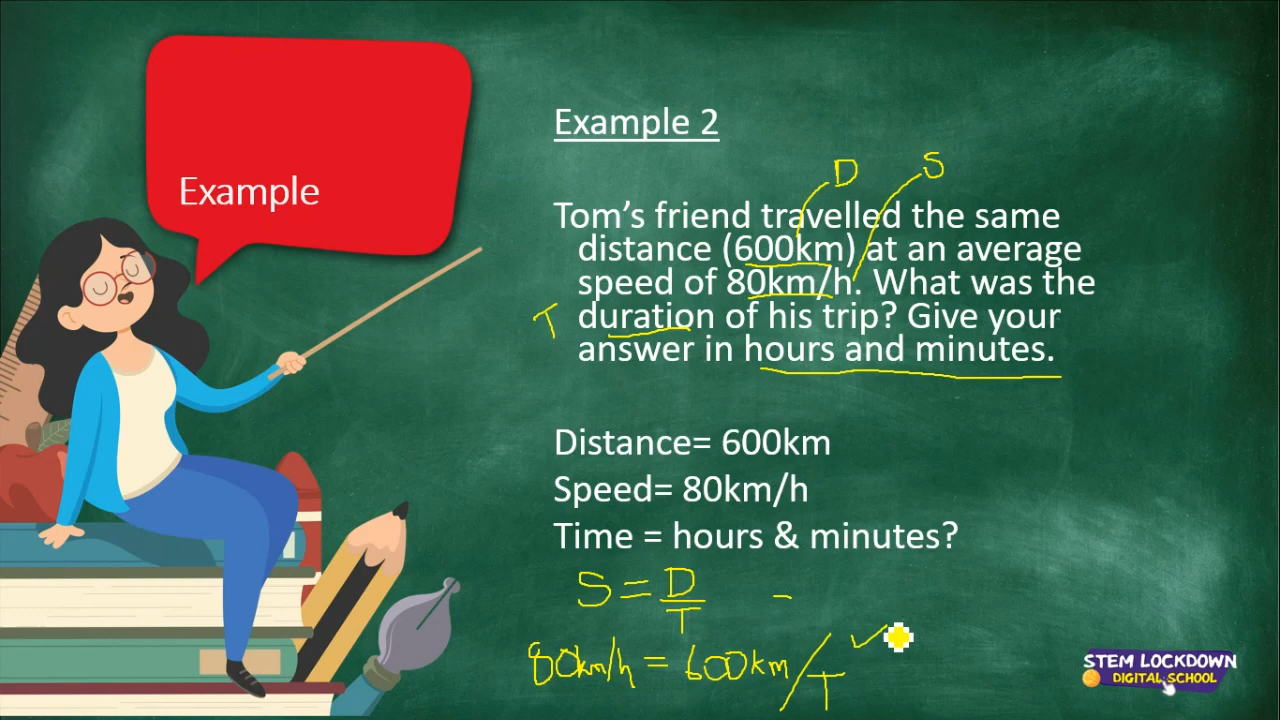 Example
Example 2
D S
Tom's friend travelled the same
distance (600km) at an average
speed of 80km/h. What was the
T duration of his trip? Give your
answer in hours and minutes.
Distance= 600km
Speed= 80km/h
Time = hours & minutes?
S = D/T -
80km/h = 600km/T ✓
STEM LOCKDOWN
DIGITAL SCHOOL